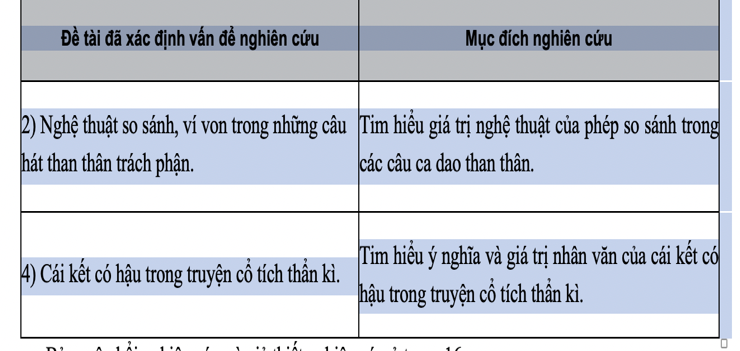 Đề tài đã xác định vấn đề nghiên cứu
Mục đích nghiên cứu
2) Nghệ thuật so sánh, ví von trong những câu
hát than thân trách phận.
Tìm hiểu giá trị nghệ thuật của phép so sánh trong
các câu ca dao than thân.
4) Cái kết có hậu trong truyện cổ tích thần kì.
Tìm hiểu ý nghĩa và giá trị nhân văn của cái kết có
hậu trong truyện cổ tích thần kì.